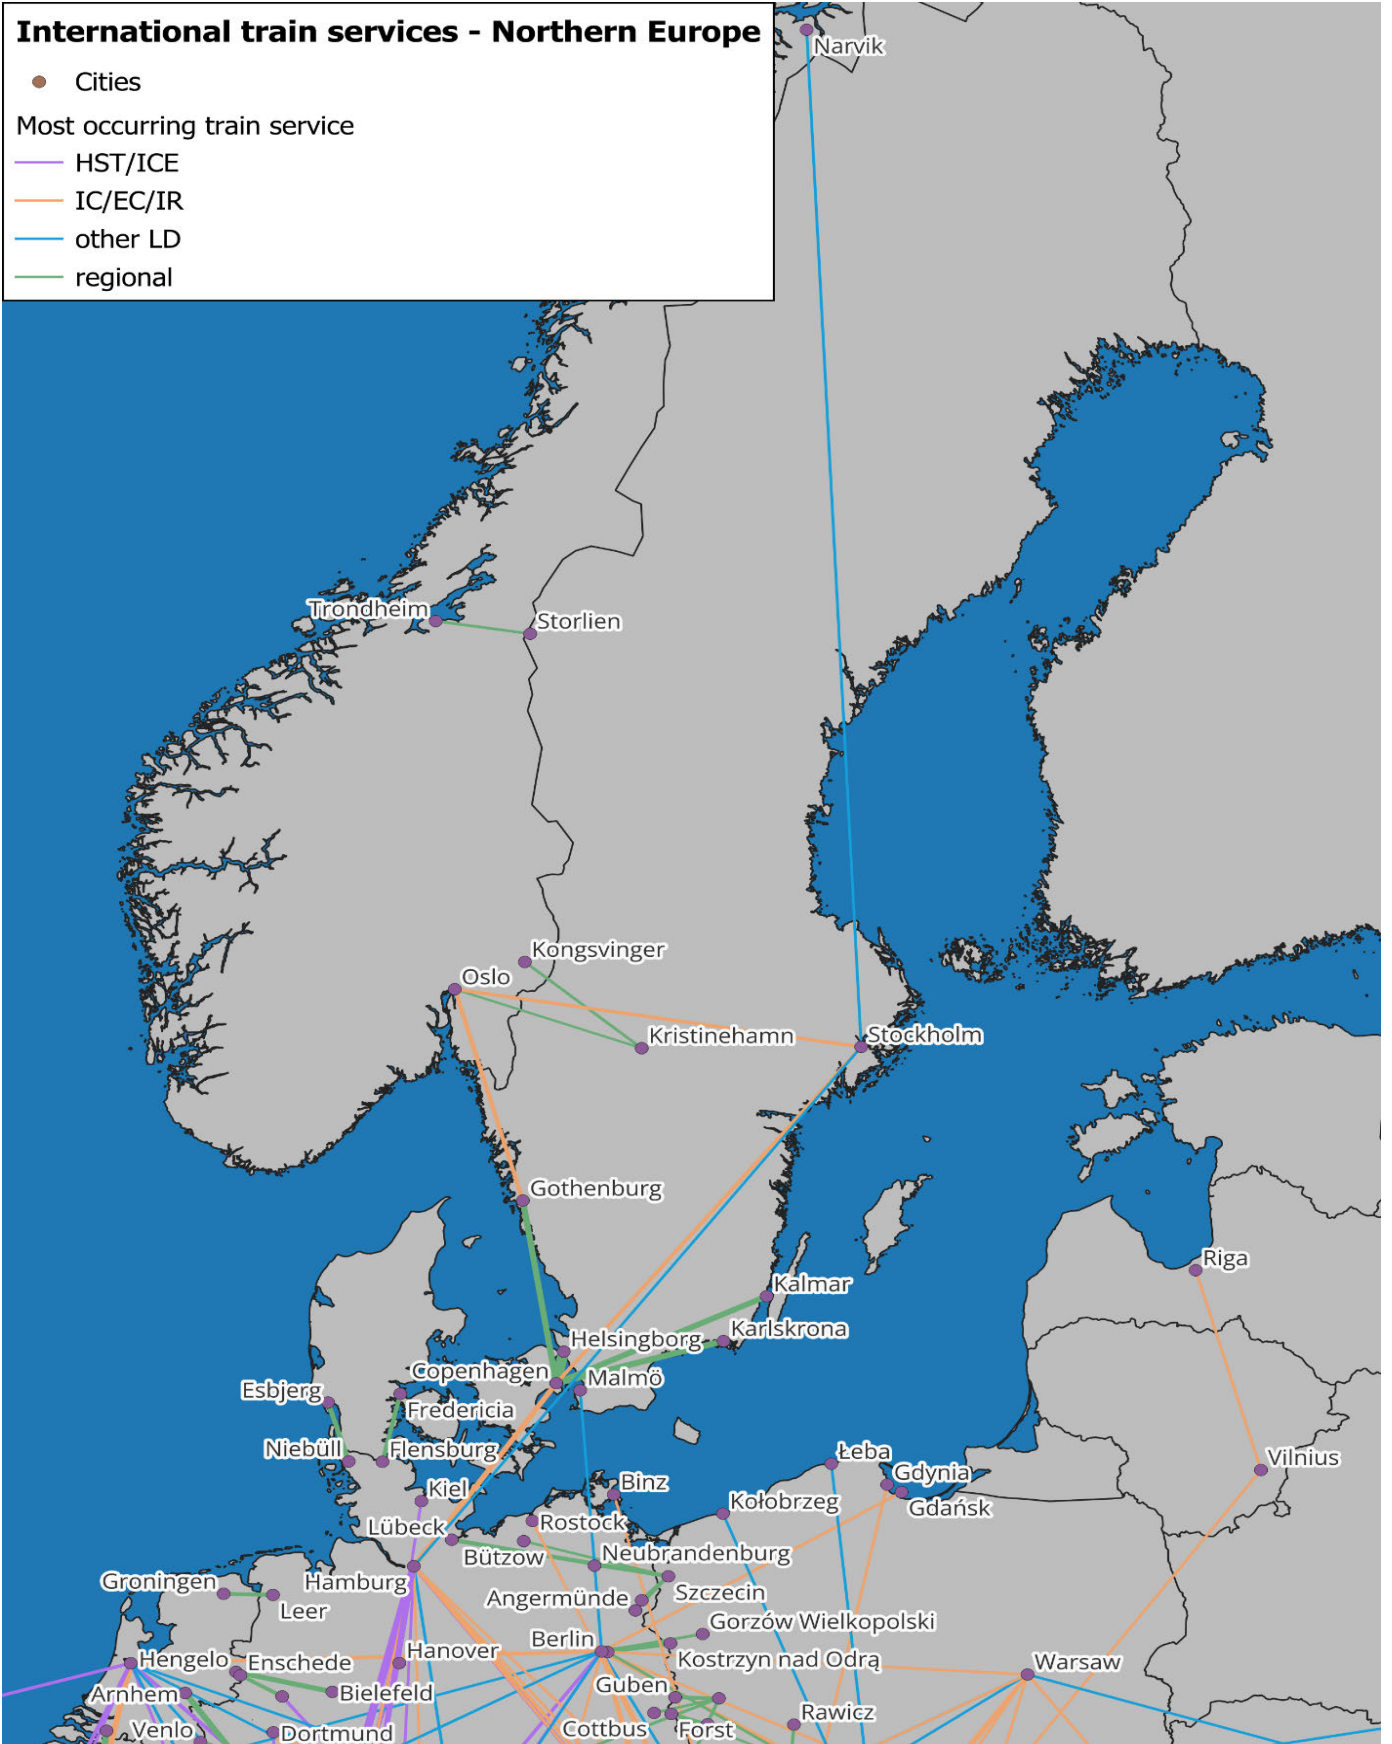 International train services - Northern Europe
Cities
Most occurring train service
HST/ICE
IC/EC/IR
other LD
regional
Narvik
Trondheim
Storlien
Kongsvinger
Oslo
Kristinehamn
Stockholm
Gothenburg
Riga
Kalmar
Karlskrona
Helsingborg
Copenhagen
Malmö
Esbjerg
Fredericia
Niebüll
Flensburg
Łeba
Vilnius
Gdynia
Gdańsk
Kiel
Binz
Kołobrzeg
Lübeck
Rostock
Bützow
Neubrandenburg
Groningen
Hamburg
Leer
Angermünde
Szczecin
Gorzów Wielkopolski
Berlin
Hengelo
Enschede
Hanover
Kostrzyn nad Odrą
Warsaw
Arnhem
Bielefeld
Guben
Venlo
Dortmund
Cottbus
Forst
Rawicz